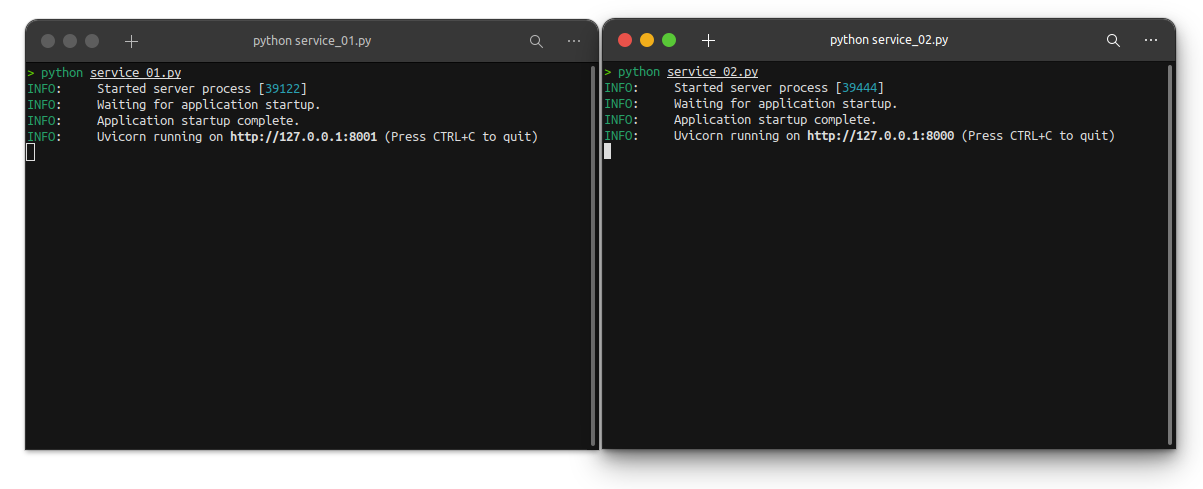 python service_01.py
> python service_01.py
INFO:     Started server process [39122]
INFO:     Waiting for application startup.
INFO:     Application startup complete.
INFO:     Uvicorn running on http://127.0.0.1:8001 (Press CTRL+C to quit)
python service_02.py
> python service_02.py
INFO:     Started server process [39444]
INFO:     Waiting for application startup.
INFO:     Application startup complete.
INFO:     Uvicorn running on http://127.0.0.1:8000 (Press CTRL+C to quit)